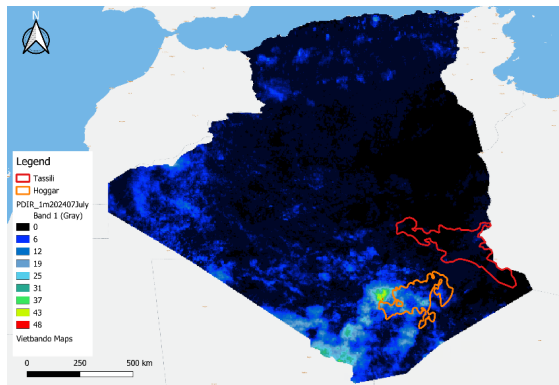 N
Legend
Tassili
Hoggar
PDIR_1m202407July
Band 1 (Gray)
0
6
12
19
25
31
37
43
48
Vietbando Maps
0 250 500 km